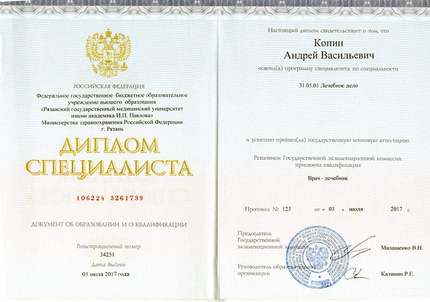 РОССИЙСКАЯ ФЕДЕРАЦИЯ
Федеральное государственное бюджетное образовательное
учреждение высшего образования
«Рязанский государственный медицинский университет
имени академика И.П. Павлова»
Министерства здравоохранения Российской Федерации
г. Рязань
ДИПЛОМ
СПЕЦИАЛИСТА
106224 3261739
ДОКУМЕНТ ОБ ОБРАЗОВАНИИ И О КВАЛИФИКАЦИИ
Регистрационный номер
34251
Дата выдачи
05 июля 2017 года
Настоящий диплом свидетельствует о том, что
Копин
Андрей Васильевич
освоил(а) программу специалитета по специальности
31.05.01 Лечебное дело
и успешно прошел(ла) государственную итоговую аттестацию.
Решением Государственной экзаменационной комиссии
присвоена квалификация
Врач - лечебник
Протокол № 123 от « 03 » июля 2017 г.
Председатель
Государственной
экзаменационной комиссии Малашенко В.Н.
Руководитель образовательной
организации Калинин Р.Е.